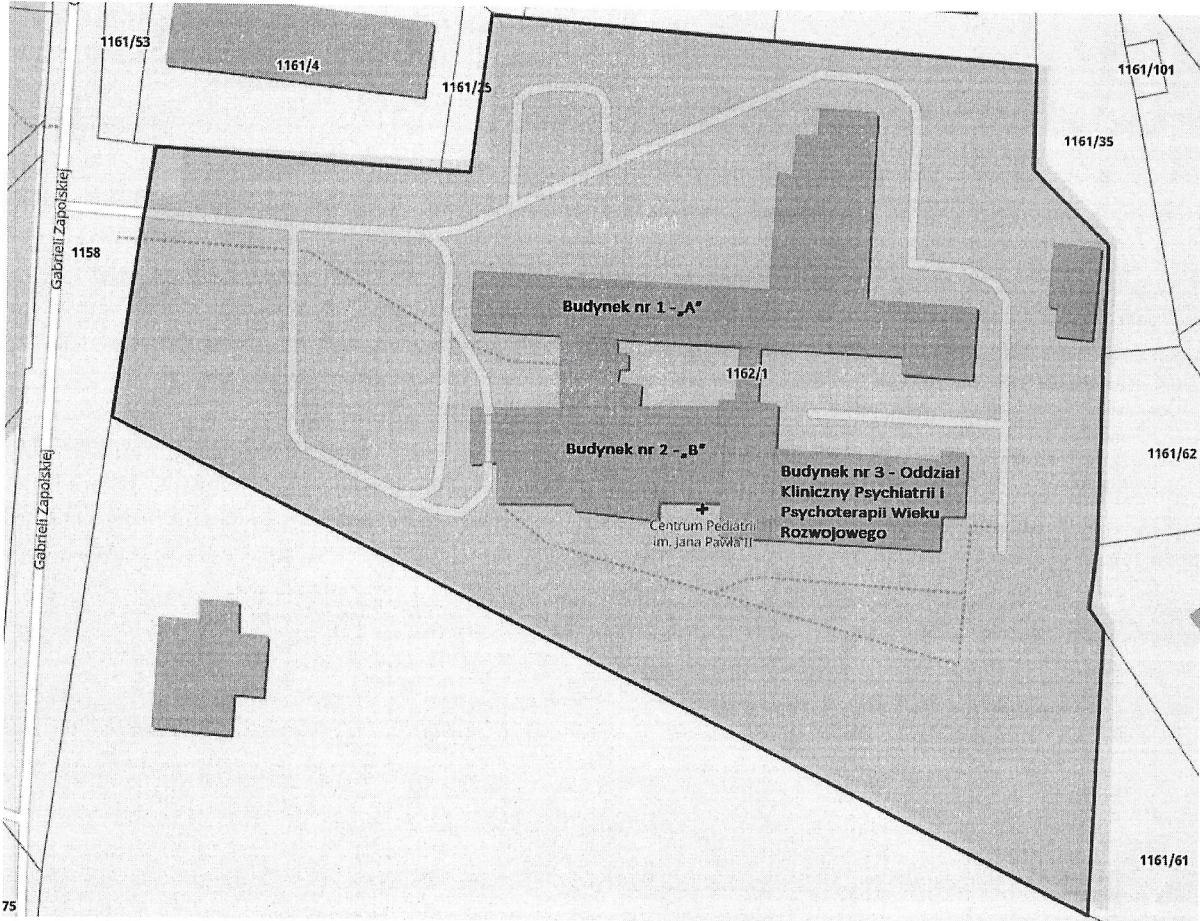 1161/53
1161/4
1161/25
1161/101
1161/35
Gabrieli Zapolskiej
1158
Budynek nr 1 - „A"
1162/1
Budynek nr 2 - „B"
1161/62
Budynek nr 3 - Oddział
Kliniczny Psychiatrii i
Psychoterapii Wieku
Rozwojowego
Centrum Pediatrii
im. Jana Pawła II
Gabrieli Zapolskiej
1161/61
75